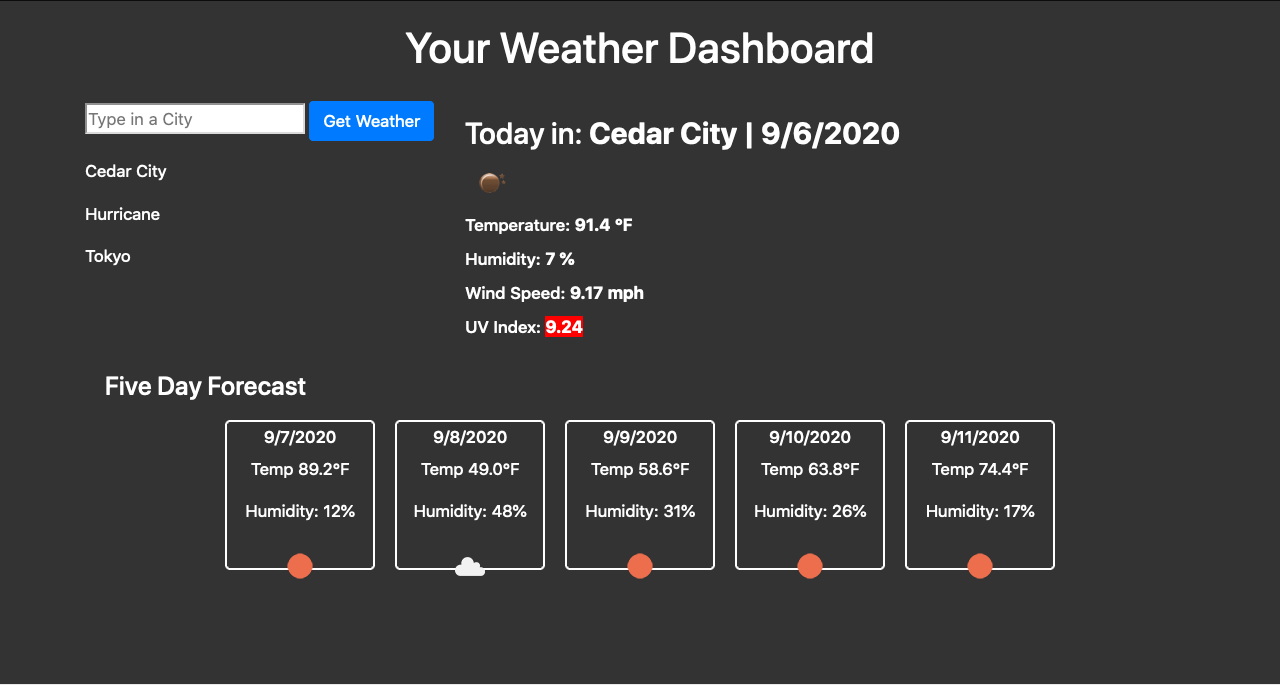 Your Weather Dashboard
Type in a City
Get Weather
Cedar City
Hurricane
Tokyo
Today in: Cedar City | 9/6/2020
Temperature: 91.4 °F
Humidity: 7 %
Wind Speed: 9.17 mph
UV Index: 9.24
Five Day Forecast
9/7/2020
Temp 89.2°F
Humidity: 12%
9/8/2020
Temp 49.0°F
Humidity: 48%
9/9/2020
Temp 58.6°F
Humidity: 31%
9/10/2020
Temp 63.8°F
Humidity: 26%
9/11/2020
Temp 74.4°F
Humidity: 17%